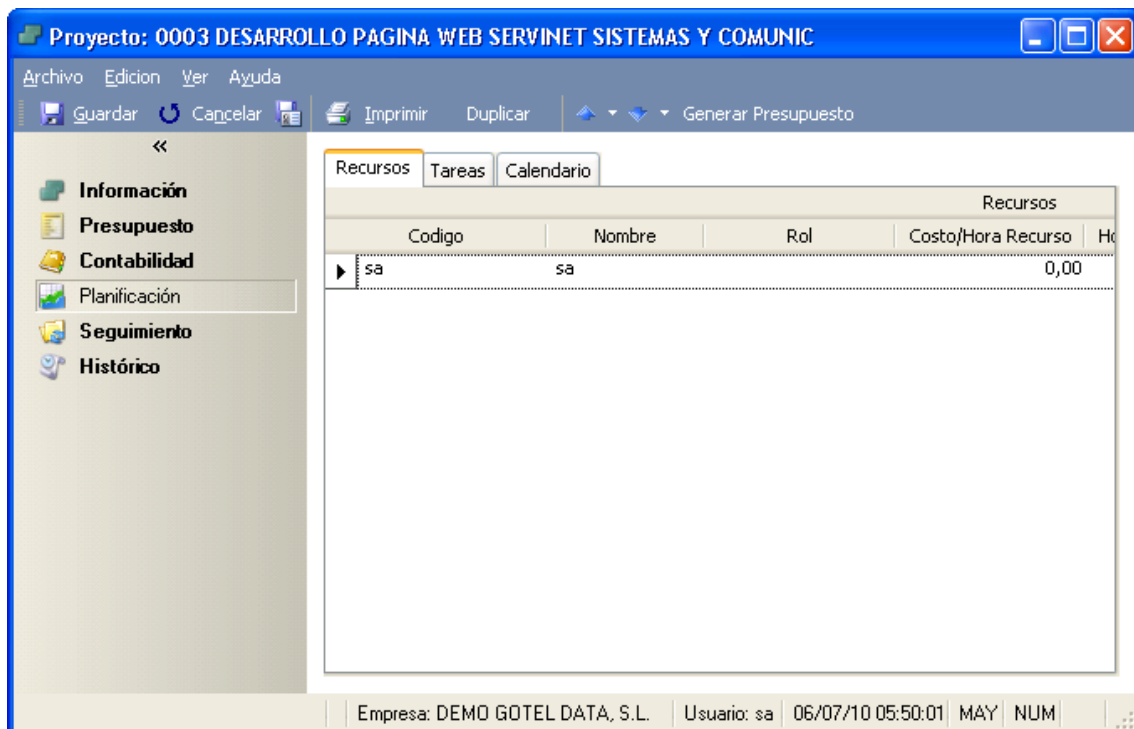 Proyecto: 0003 DESARROLLO PAGINA WEB SERVINET SISTEMAS Y COMUNIC
Archivo Edicion Ver Ayuda
Guardar Cancelar Imprimir Duplicar Generar Presupuesto
«
Información
Presupuesto
Contabilidad
Planificación
Seguimiento
Histórico
Recursos Tareas Calendario
Recursos
Codigo Nombre Rol Costo/Hora Recurso
sa sa 0,00
Empresa: DEMO GOTEL DATA, S.L. Usuario: sa 06/07/10 05:50:01 MAY NUM